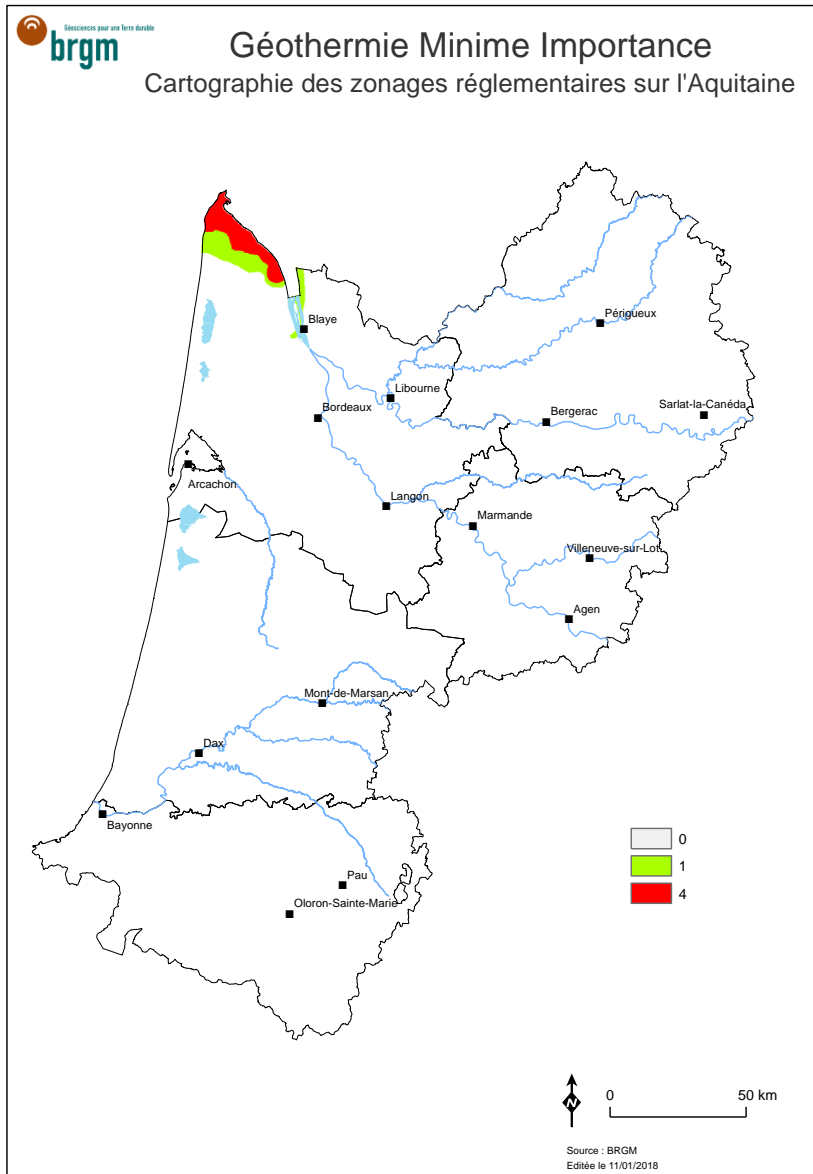 Géosciences pour une Terre durable
brgm
Géothermie Minime Importance
Cartographie des zonages réglementaires sur l'Aquitaine
Blaye
Périgueux
Libourne
Bordeaux
Bergerac
Sarlat-la-Canéda
Arcachon
Langon
Marmande
Villeneuve-sur-Lot
Agen
Mont-de-Marsan
Dax
Bayonne
Pau
Oloron-Sainte-Marie
0
1
4
N
0 50 km
Source : BRGM
Editée le 11/01/2018